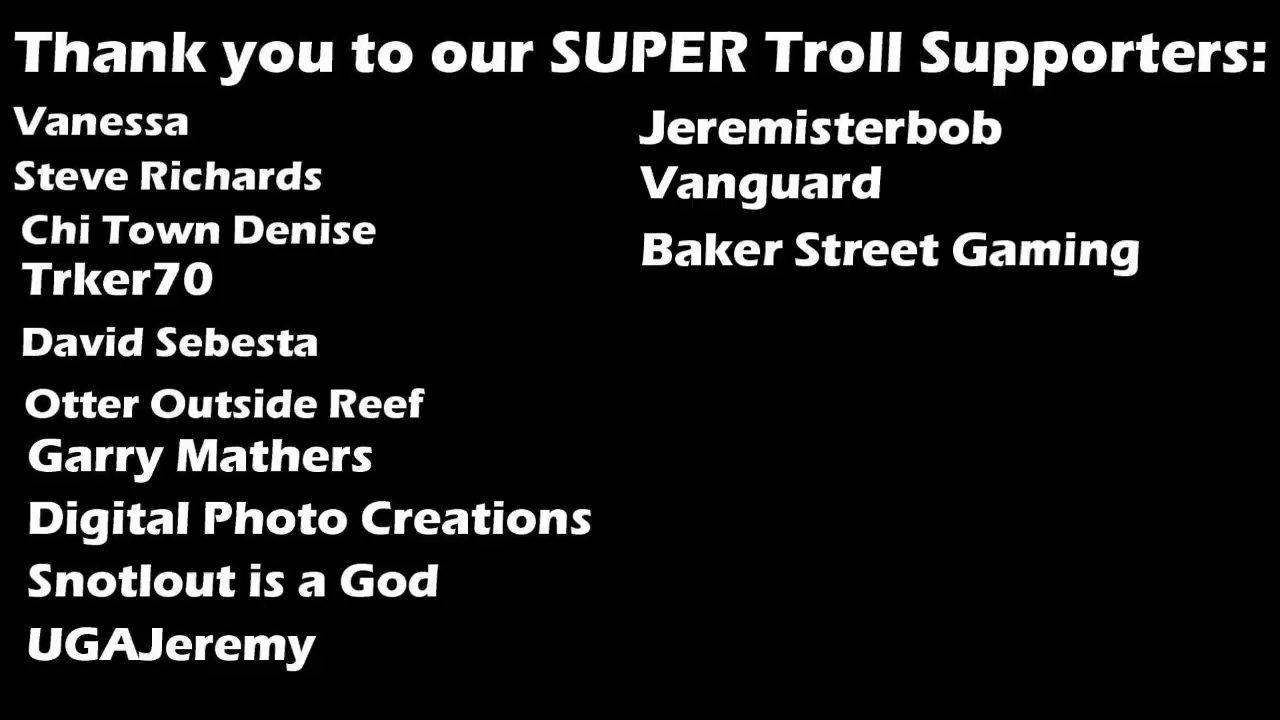 Thank you to our SUPER Troll Supporters:
Vanessa
Steve Richards
Chi Town Denise
Trker70
David Sebesta
Otter Outside Reef
Garry Mathers
Digital Photo Creations
Snotlout is a God
UGAJeremy
Jeremisterbob
Vanguard
Baker Street Gaming